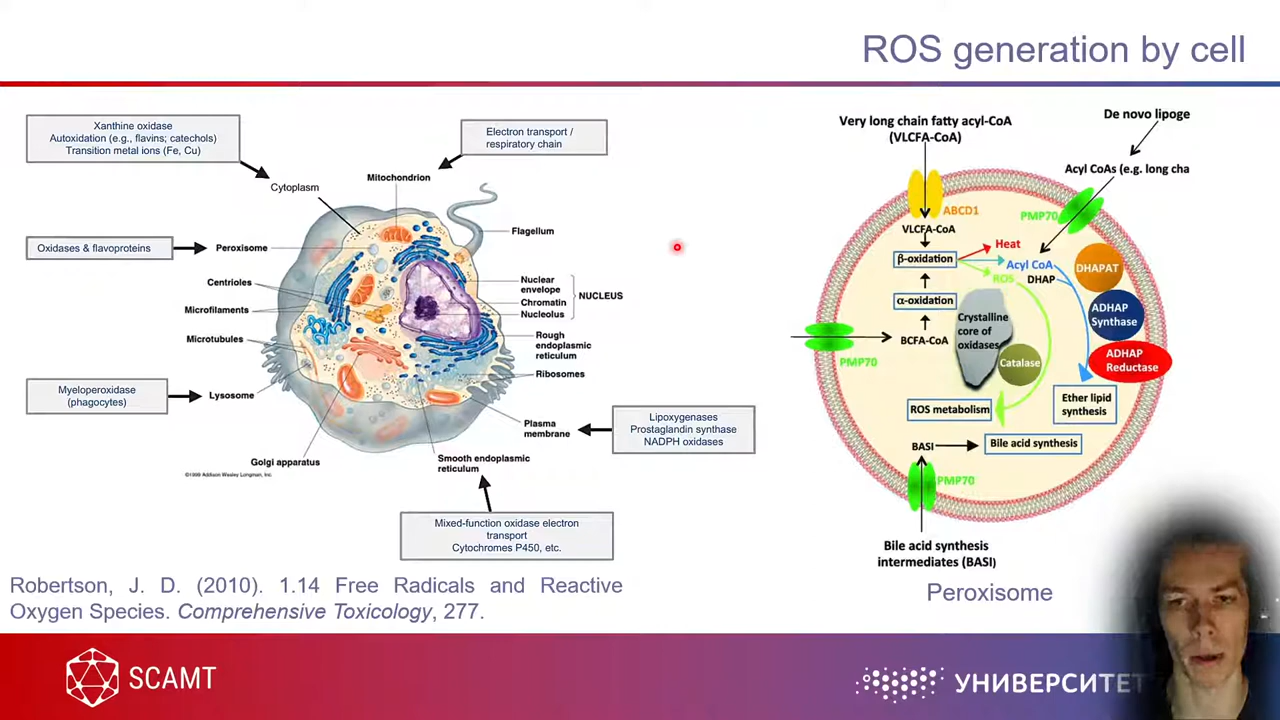 ROS generation by cell
Xanthine oxidase
Autoxidation (e.g., flavins; catechols)
Transition metal ions (Fe, Cu)
Electron transport /
respiratory chain
Cytoplasm
Mitochondrion
Oxidases & flavoproteins
Peroxisome
Flagellum
Centrioles
Nuclear
envelope
Chromatin
Nucleolus
NUCLEUS
Microfilaments
Microtubules
Rough
endoplasmic
reticulum
Ribosomes
Myeloperoxidase
(phagocytes)
Lysosome
Plasma
membrane
Lipoxygenases
Prostaglandin synthase
NADPH oxidases
Golgi apparatus
Smooth endoplasmic
reticulum
©1999 Addison Wesley Longman, Inc.
Mixed-function oxidase electron
transport
Cytochromes P450, etc.
Robertson, J. D. (2010). 1.14 Free Radicals and Reactive
Oxygen Species. Comprehensive Toxicology, 277.
Very long chain fatty acyl-CoA
(VLCFA-CoA)
De novo lipoge
Acyl CoAs (e.g. long cha
ABCD1
PMP70
VLCFA-CoA
Heat
β-oxidation
Acyl CoA
ROS
DHAP
DHAPAT
α-oxidation
ADHAP
Synthase
Crystalline
core of
oxidases
BCFA-CoA
PMP70
Catalase
ADHAP
Reductase
ROS metabolism
Ether lipid
synthesis
BASI
Bile acid synthesis
PMP70
Bile acid synthesis
intermediates (BASI)
Peroxisome
SCAMT
УНИВЕРСИТЕТ